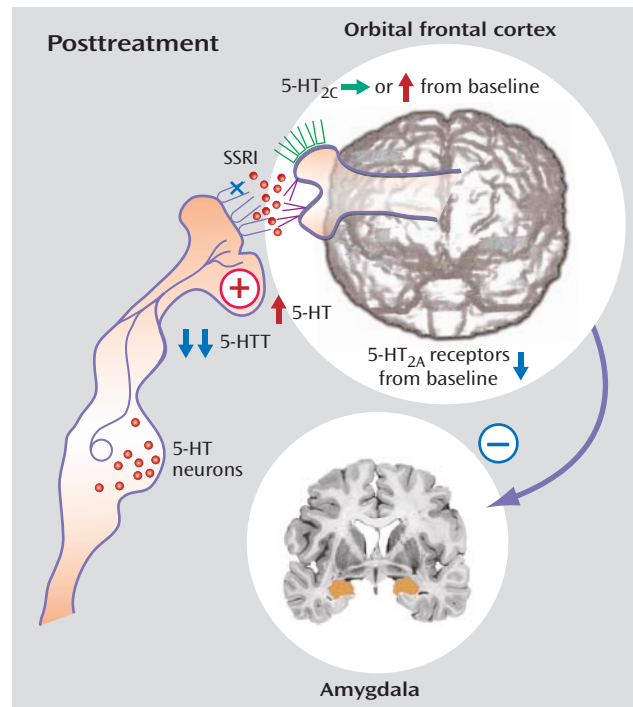 Posttreatment
Orbital frontal cortex
5-HT2C → or ↑ from baseline
SSRI
+
↑ 5-HT
↓↓ 5-HTT
5-HT2A receptors ↓
from baseline
−
5-HT
neurons
Amygdala